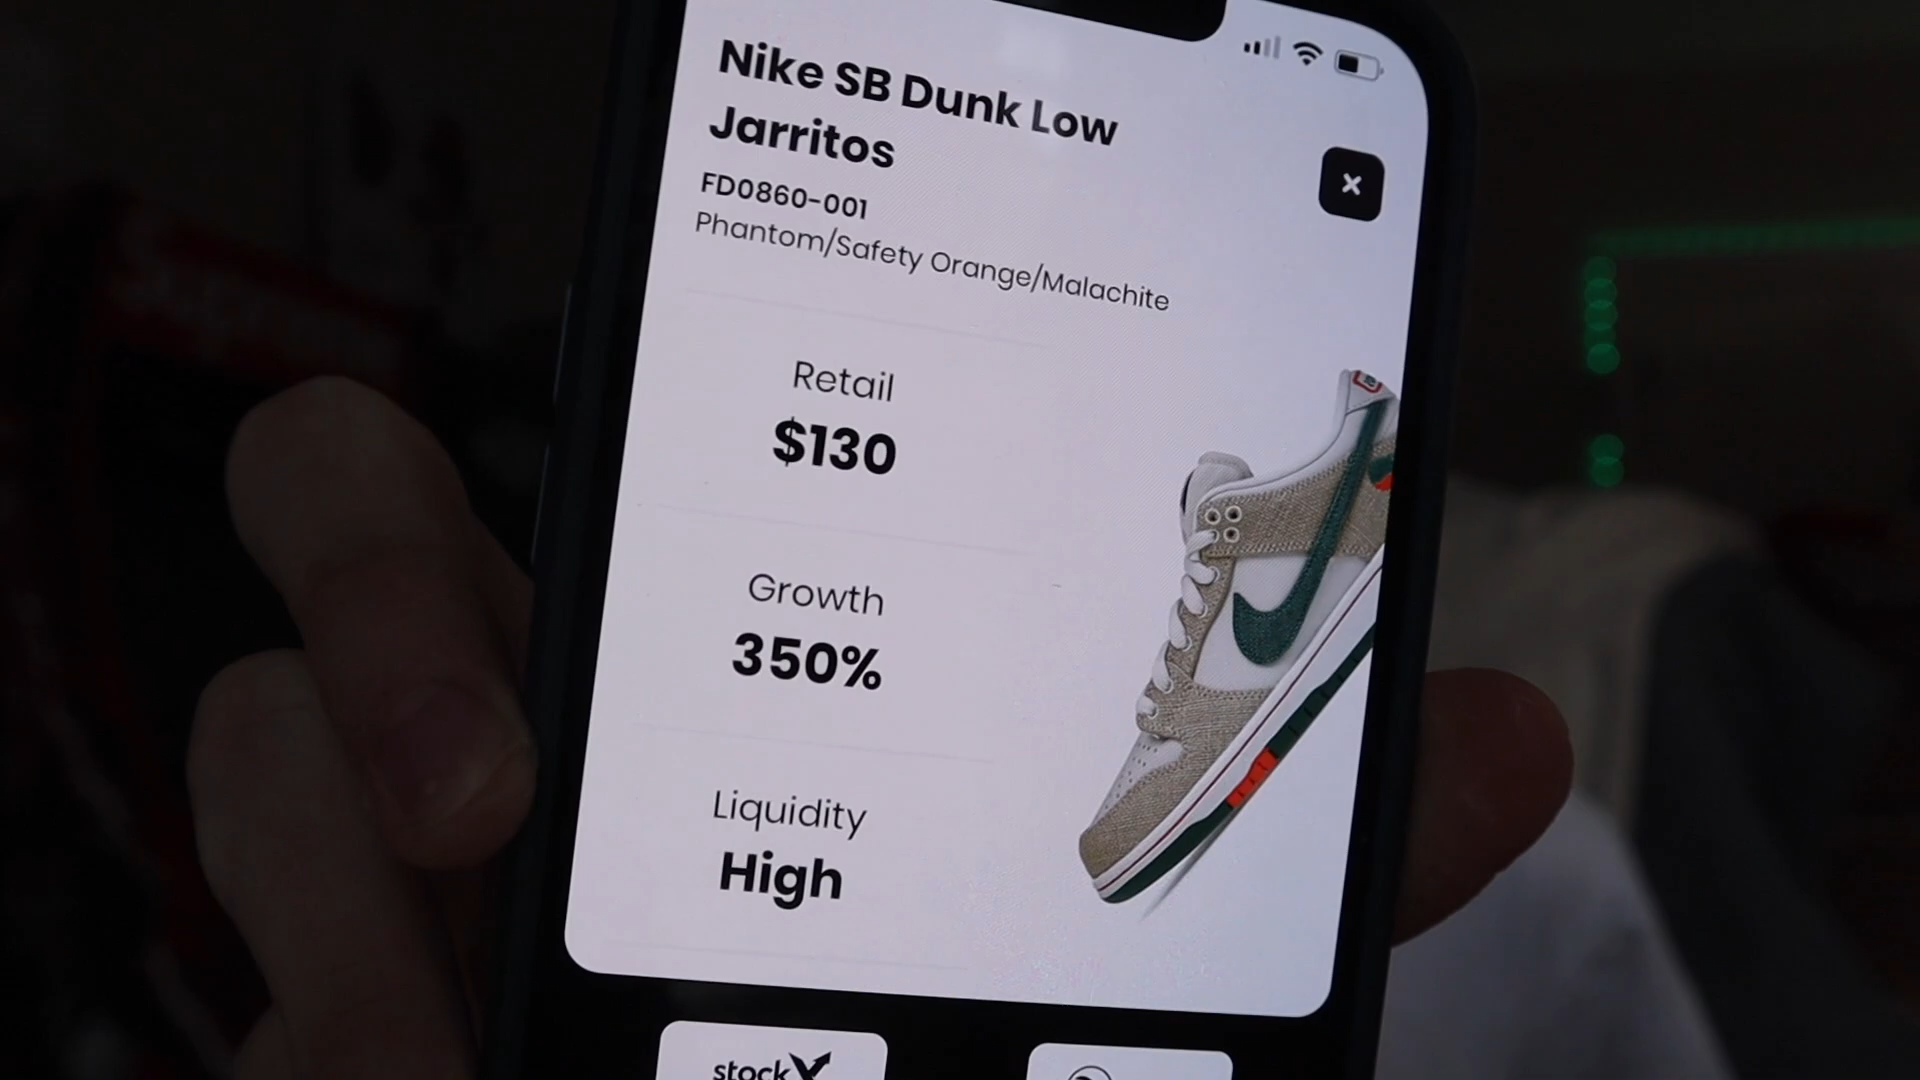 Nike SB Dunk Low
Jarritos
FD0860-001
Phantom/Safety Orange/Malachite
Retail
$130
Growth
350%
Liquidity
High
stockX